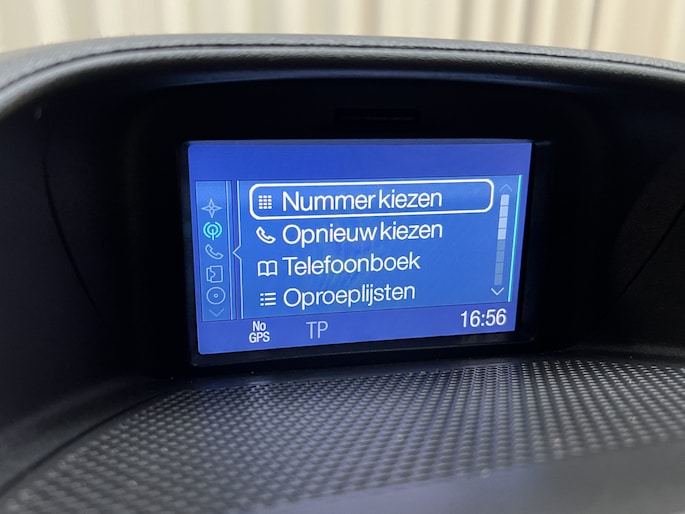 Nummer kiezen
Opnieuw kiezen
Telefoonboek
Oproeplijsten
No
GPS
TP
16:56